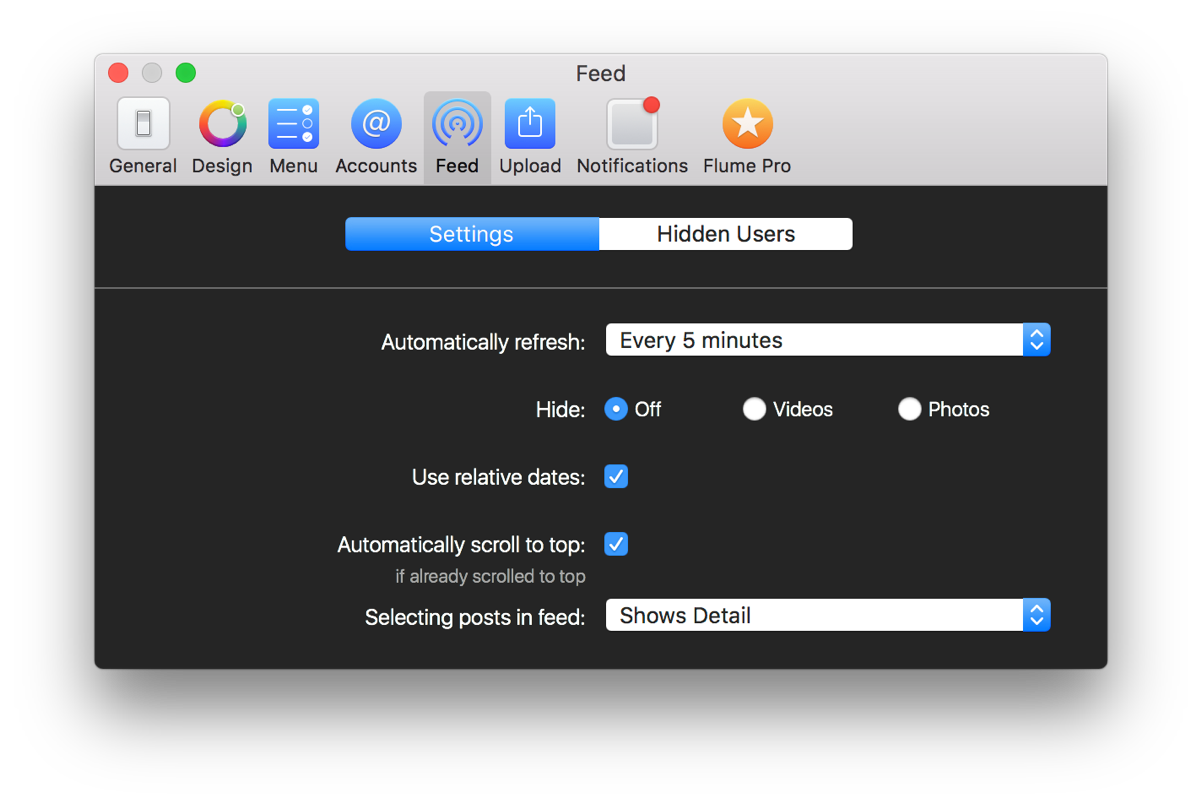 Feed
General Design Menu Accounts Feed Upload Notifications Flume Pro
Settings Hidden Users
Automatically refresh: Every 5 minutes
Hide: Off Videos Photos
Use relative dates:
Automatically scroll to top:
if already scrolled to top
Selecting posts in feed: Shows Detail